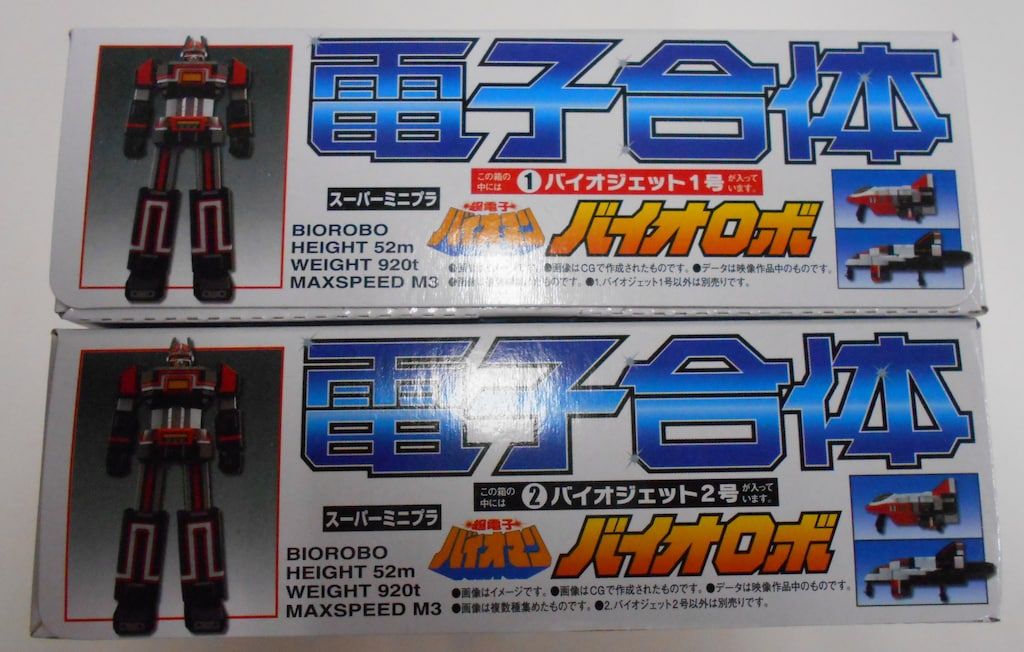 電子合体
この箱の中には ①バイオジェット1号 が入っています。
スーパーミニプラ
超電子バイオマン バイオロボ
BIOROBO
HEIGHT 52m
WEIGHT 920t
MAXSPEED M3
●画像はCGで作成されたものです。●データは映像作品中のものです。
●1.バイオジェット1号以外は別売りです。
電子合体
この箱の中には ②バイオジェット2号 が入っています。
スーパーミニプラ
超電子バイオマン バイオロボ
BIOROBO
HEIGHT 52m
WEIGHT 920t
MAXSPEED M3
●画像はイメージです。●画像はCGで作成されたものです。●データは映像作品中のものです。
●画像は複数種集めたものです。●2.バイオジェット2号以外は別売りです。